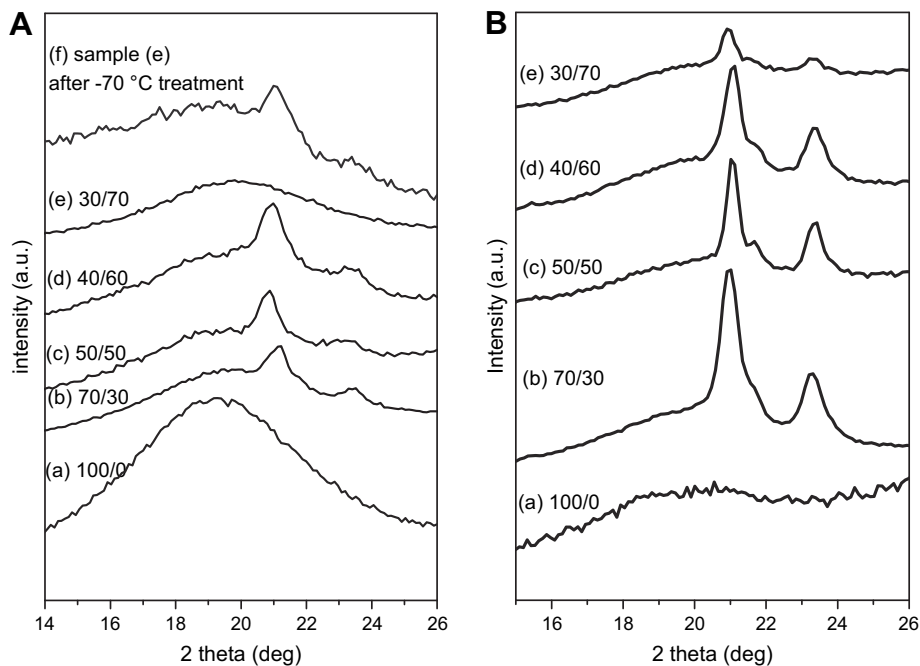 A
(f) sample (e)
after -70 °C treatment
(e) 30/70
(d) 40/60
(c) 50/50
(b) 70/30
(a) 100/0
intensity (a.u.)
14 16 18 20 22 24 26
2 theta (deg)
B
(e) 30/70
(d) 40/60
(c) 50/50
(b) 70/30
(a) 100/0
Intensity (a.u.)
16 18 20 22 24 26
2 theta (deg)